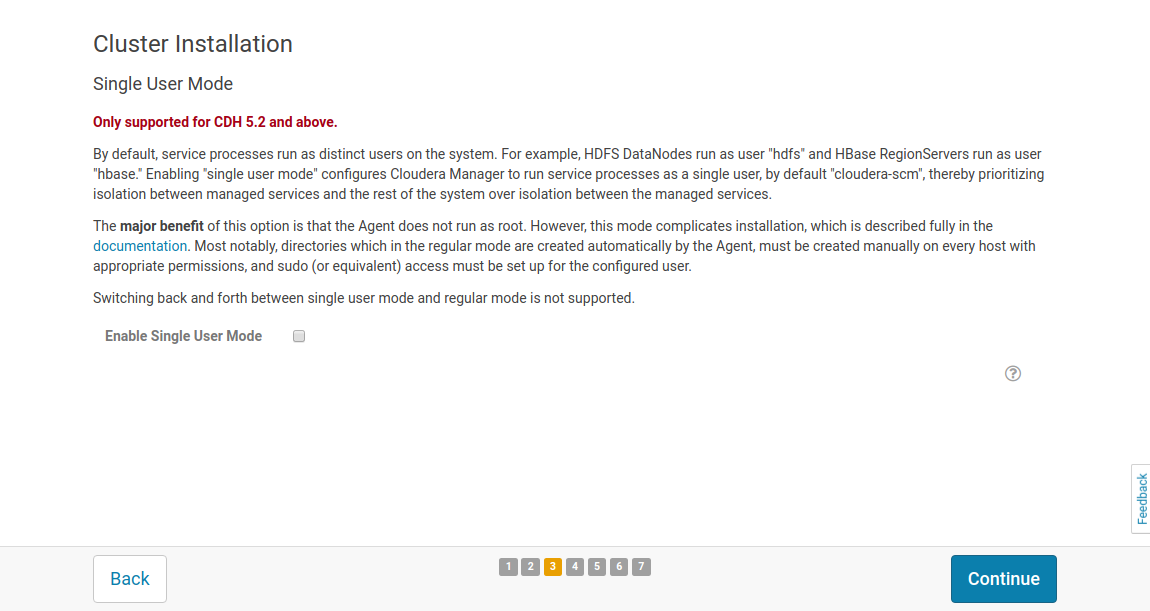 Cluster Installation
Single User Mode
Only supported for CDH 5.2 and above.
By default, service processes run as distinct users on the system. For example, HDFS DataNodes run as user "hdfs" and HBase RegionServers run as user
"hbase." Enabling "single user mode" configures Cloudera Manager to run service processes as a single user, by default "cloudera-scm", thereby prioritizing
isolation between managed services and the rest of the system over isolation between the managed services.
The major benefit of this option is that the Agent does not run as root. However, this mode complicates installation, which is described fully in the
documentation. Most notably, directories which in the regular mode are created automatically by the Agent, must be created manually on every host with
appropriate permissions, and sudo (or equivalent) access must be set up for the configured user.
Switching back and forth between single user mode and regular mode is not supported.
Enable Single User Mode
?
Feedback
Back
1 2 3 4 5 6 7
Continue